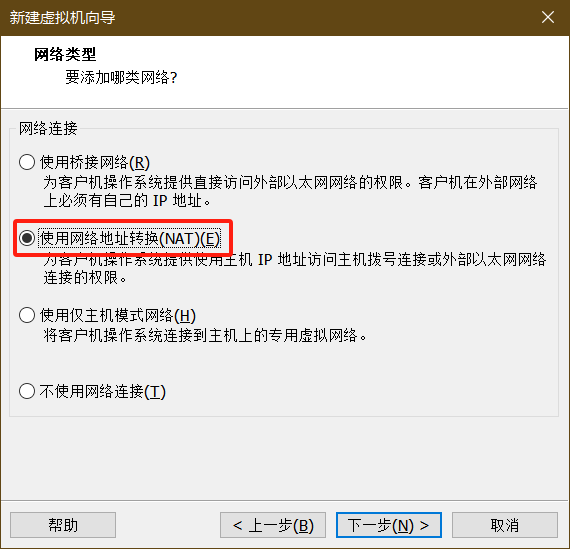 新建虚拟机向导
网络类型
要添加哪类网络?
网络连接
使用桥接网络(R)
为客户机操作系统提供直接访问外部以太网网络的权限。客户机在外部网络
上必须有自己的 IP 地址。
使用网络地址转换(NAT)(E)
为客户机操作系统提供使用主机 IP 地址访问主机拨号连接或外部以太网网络
连接的权限。
使用仅主机模式网络(H)
将客户机操作系统连接到主机上的专用虚拟网络。
不使用网络连接(T)
帮助
< 上一步(B)
下一步(N) >
取消